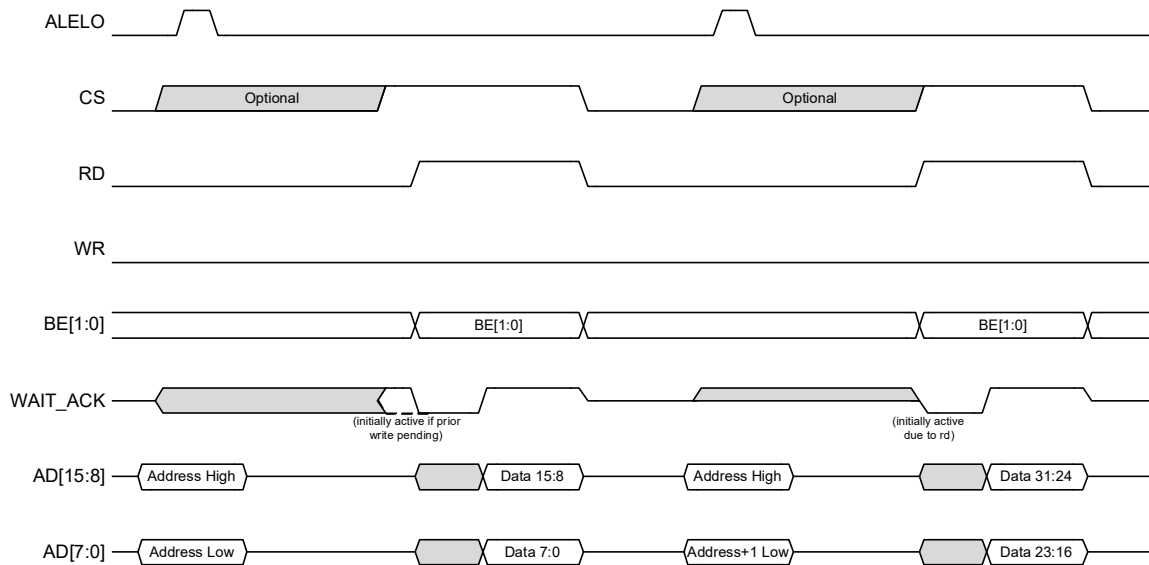 ALELO
CS
Optional
Optional
RD
WR
BE[1:0]
BE[1:0]
BE[1:0]
WAIT_ACK
(initially active if prior
write pending)
(initially active
due to rd)
AD[15:8]
Address High
Data 15:8
Address High
Data 31:24
AD[7:0]
Address Low
Data 7:0
Address+1 Low
Data 23:16